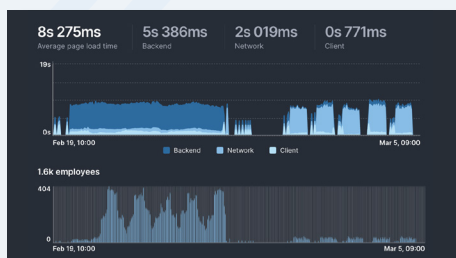 8s 275ms 5s 386ms 2s 019ms 0s 771ms
Average page load time Backend Network Client
19s
0s
Feb 19, 10:00 Mar 5, 09:00
Backend Network Client
1.6k employees
404
0
Feb 19, 10:00 Mar 5, 09:00